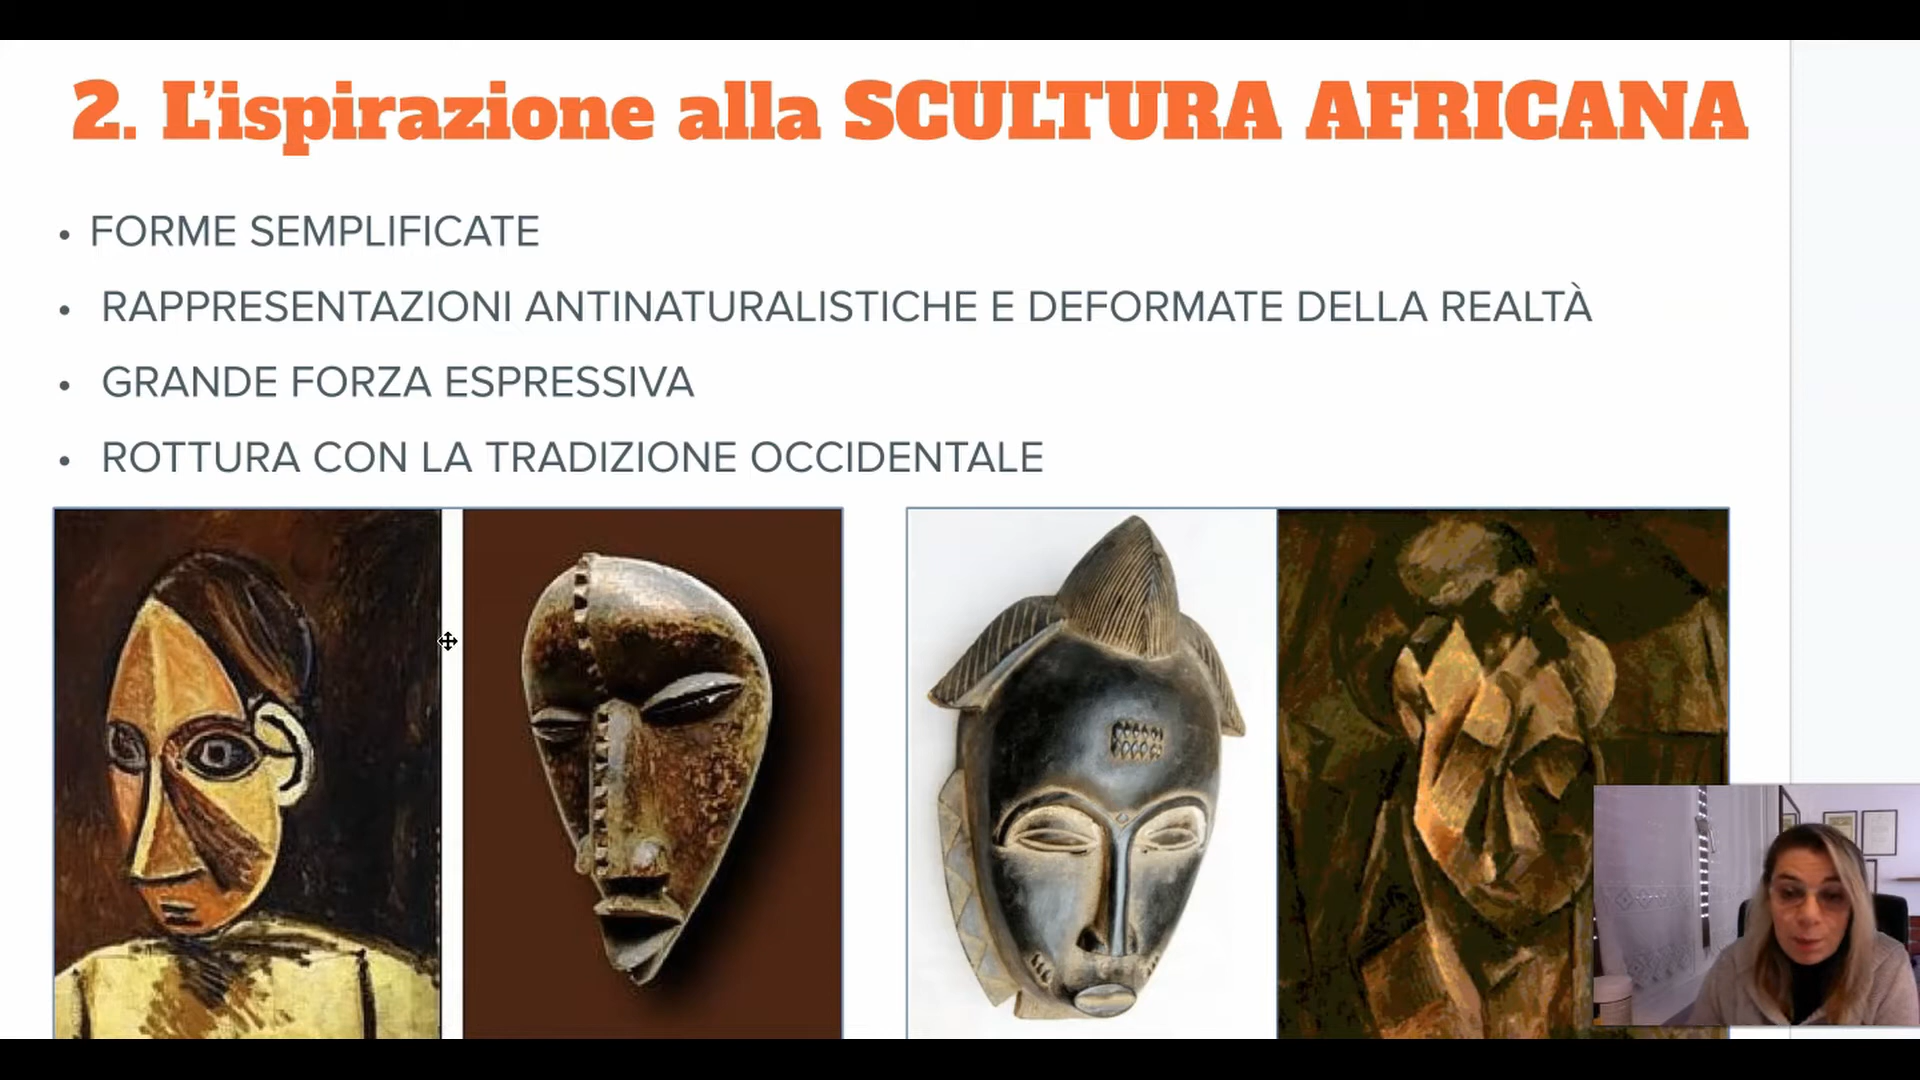 2. L’ispirazione alla SCULTURA AFRICANA
• FORME SEMPLIFICATE
• RAPPRESENTAZIONI ANTINATURALISTICHE E DEFORMATE DELLA REALTÀ
• GRANDE FORZA ESPRESSIVA
• ROTTURA CON LA TRADIZIONE OCCIDENTALE